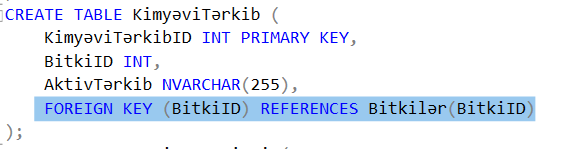 CREATE TABLE KimyəviTərkib (
KimyəviTərkibID INT PRIMARY KEY,
BitkiID INT,
AktivTərkib NVARCHAR(255),
FOREIGN KEY (BitkiID) REFERENCES Bitkilər(BitkiID)
);